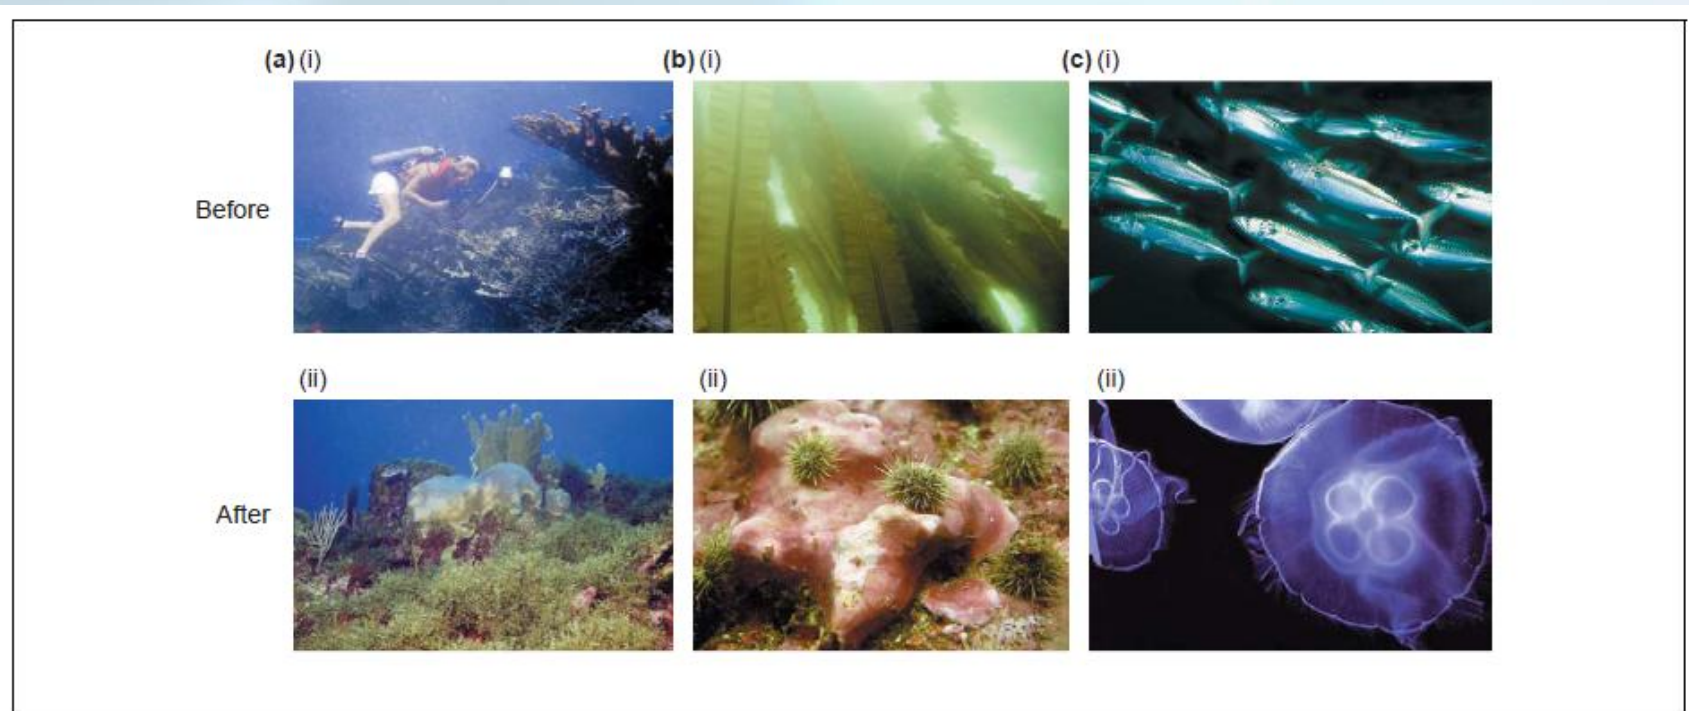 (a) (i) (b) (i) (c) (i)
Before
(ii) (ii) (ii)
After